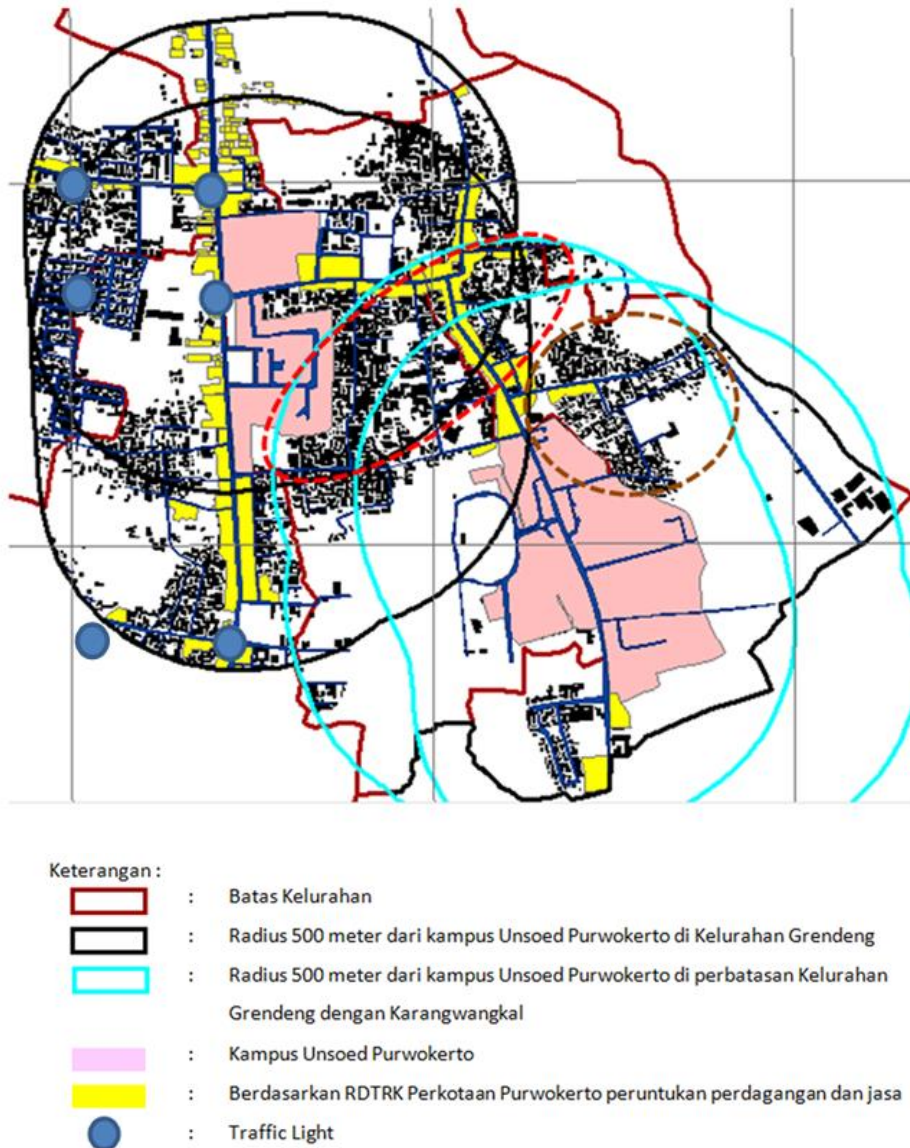 Keterangan :
: Batas Kelurahan
: Radius 500 meter dari kampus Unsoed Purwokerto di Kelurahan Grendeng
: Radius 500 meter dari kampus Unsoed Purwokerto di perbatasan Kelurahan
Grendeng dengan Karangwangkal
: Kampus Unsoed Purwokerto
: Berdasarkan RDTRK Perkotaan Purwokerto peruntukan perdagangan dan jasa
: Traffic Light